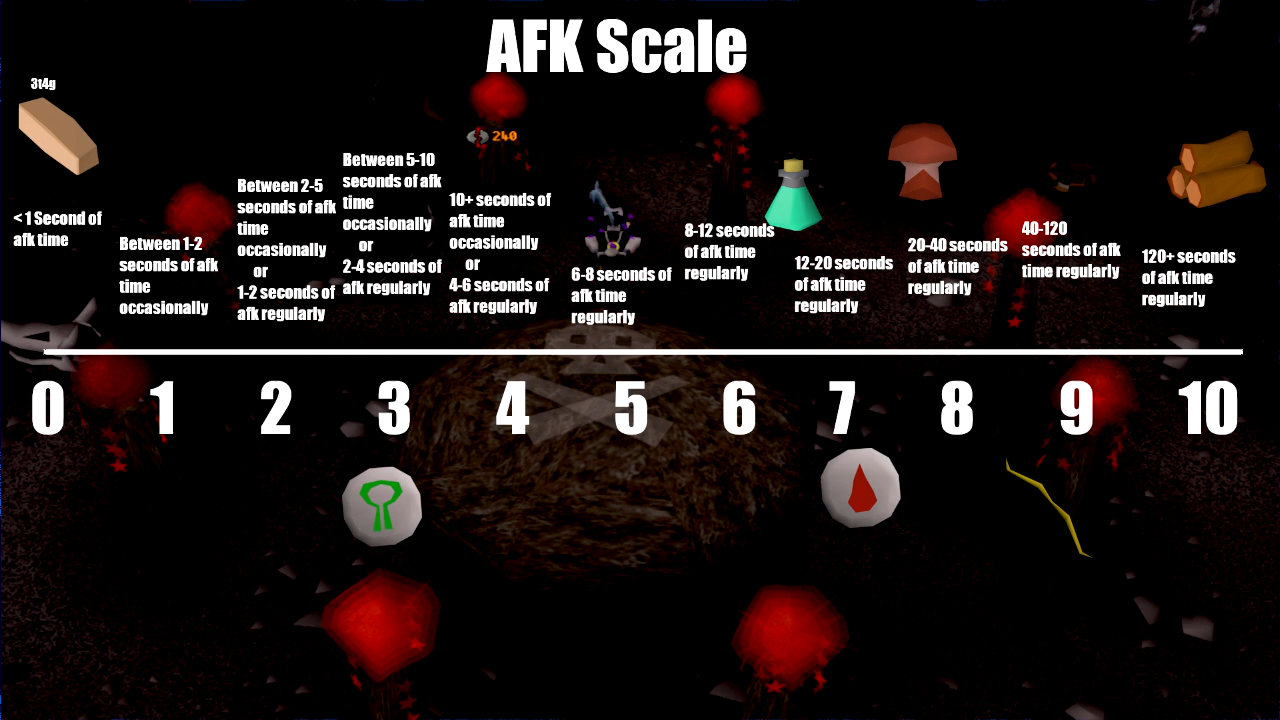 AFK Scale
3t4g
240
< 1 Second of
afk time
Between 1-2
seconds of afk
time
occasionally
Between 2-5
seconds of afk
time
occasionally
or
1-2 seconds of
afk regularly
Between 5-10
seconds of afk
time
occasionally
or
2-4 seconds of
afk regularly
10+ seconds of
afk time
occasionally
or
4-6 seconds of
afk regularly
6-8 seconds of
afk time
regularly
8-12 seconds
of afk time
regularly
12-20 seconds
of afk time
regularly
20-40 seconds
of afk time
regularly
40-120
seconds of afk
time regularly
120+ seconds
of afk time
regularly
0 1 2 3 4 5 6 7 8 9 10